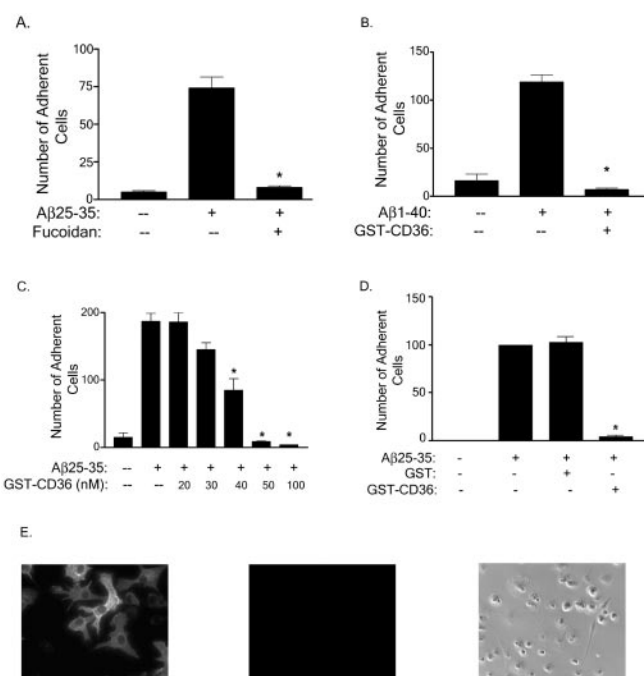 A.
Number of Adherent
Cells
100
75
50
25
0
Aβ25-35: -- + +
Fucoidan: -- -- +
*
B.
Number of Adherent
Cells
150
100
50
0
Aβ1-40: -- + +
GST-CD36: -- -- +
*
C.
Number of Adherent
Cells
200
100
0
* * *
Aβ25-35: -- + + + + + +
GST-CD36 (nM): -- -- 20 30 40 50 100
D.
Number of Adherent
Cells
150
100
50
0
*
Aβ25-35: - + + +
GST: - - + -
GST-CD36: - - - +
E.